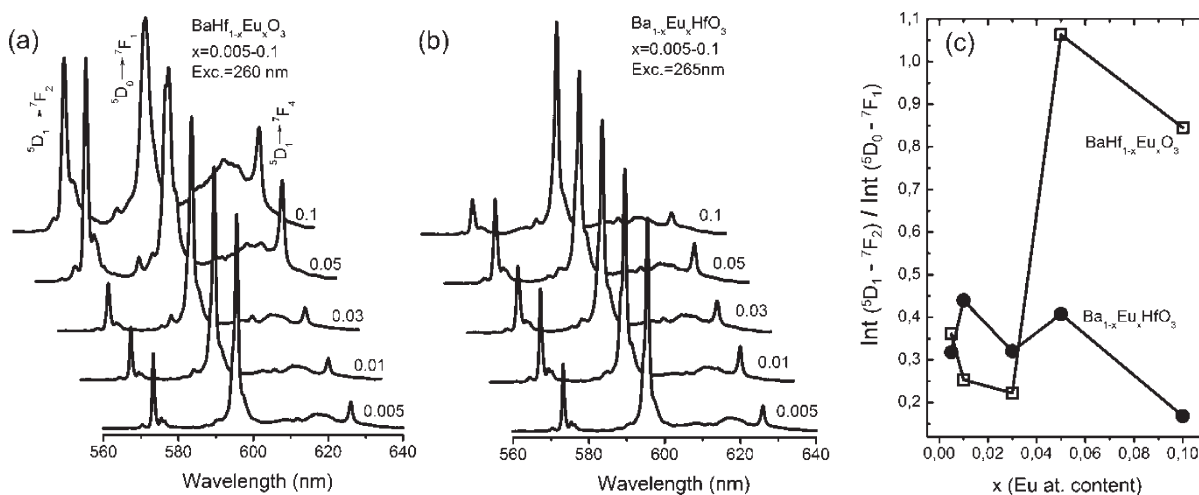 (a)
BaHf1-xEuxO3
x=0.005-0.1
Exc.=260 nm
5D1 → 7F2
5D0 → 7F1
5D1 → 7F4
0.1
0.05
0.03
0.01
0.005
560 580 600 620 640
Wavelength (nm)
(b)
Ba1-xEuxHfO3
x=0.005-0.1
Exc.=265nm
0.1
0.05
0.03
0.01
0.005
560 580 600 620 640
Wavelength (nm)
(c)
Int (5D1 - 7F2) / Int (5D0 - 7F1)
1,1
1,0
0,9
0,8
0,7
0,6
0,5
0,4
0,3
0,2
BaHf1-xEuxO3
Ba1-xEuxHfO3
0,00 0,02 0,04 0,06 0,08 0,10
x (Eu at. content)